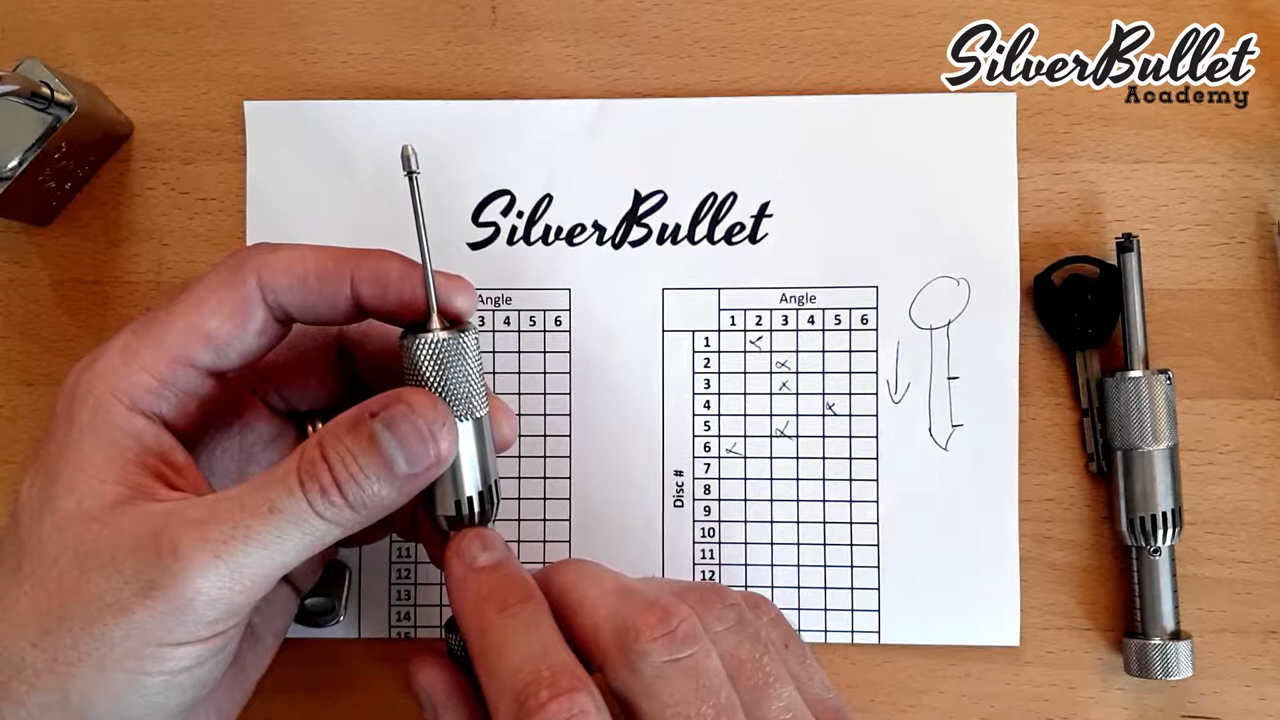 SilverBullet
Academy
SilverBullet
Angle
3 4 5 6
11
12
13
14
15
Angle
1 2 3 4 5 6
Disc #
1
2
3
4
5
6
7
8
9
10
11
12